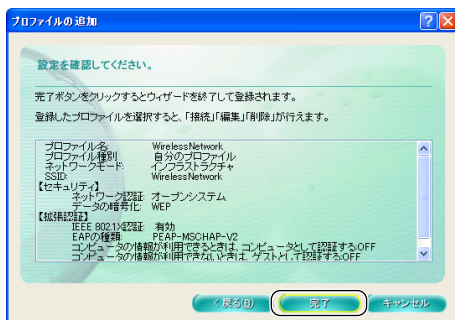 プロファイルの追加
設定を確認してください。
完了ボタンをクリックするとウィザードを終了して登録されます。
登録したプロファイルを選択すると、「接続」「編集」「削除」が行えます。
プロファイル名: WirelessNetwork
プロファイル種別: 自分のプロファイル
ネットワークモード: インフラストラクチャ
SSID: WirelessNetwork
【セキュリティ】
ネットワーク認証: オープンシステム
データの暗号化: WEP
【拡張認証】
IEEE 802.1X認証: 有効
EAPの種類: PEAP-MSCHAP-V2
コンピュータの情報が利用できるときは、コンピュータとして認証する:OFF
コンピュータの情報が利用できないときは、ゲストとして認証する:OFF
< 戻る(B) 完了 キャンセル